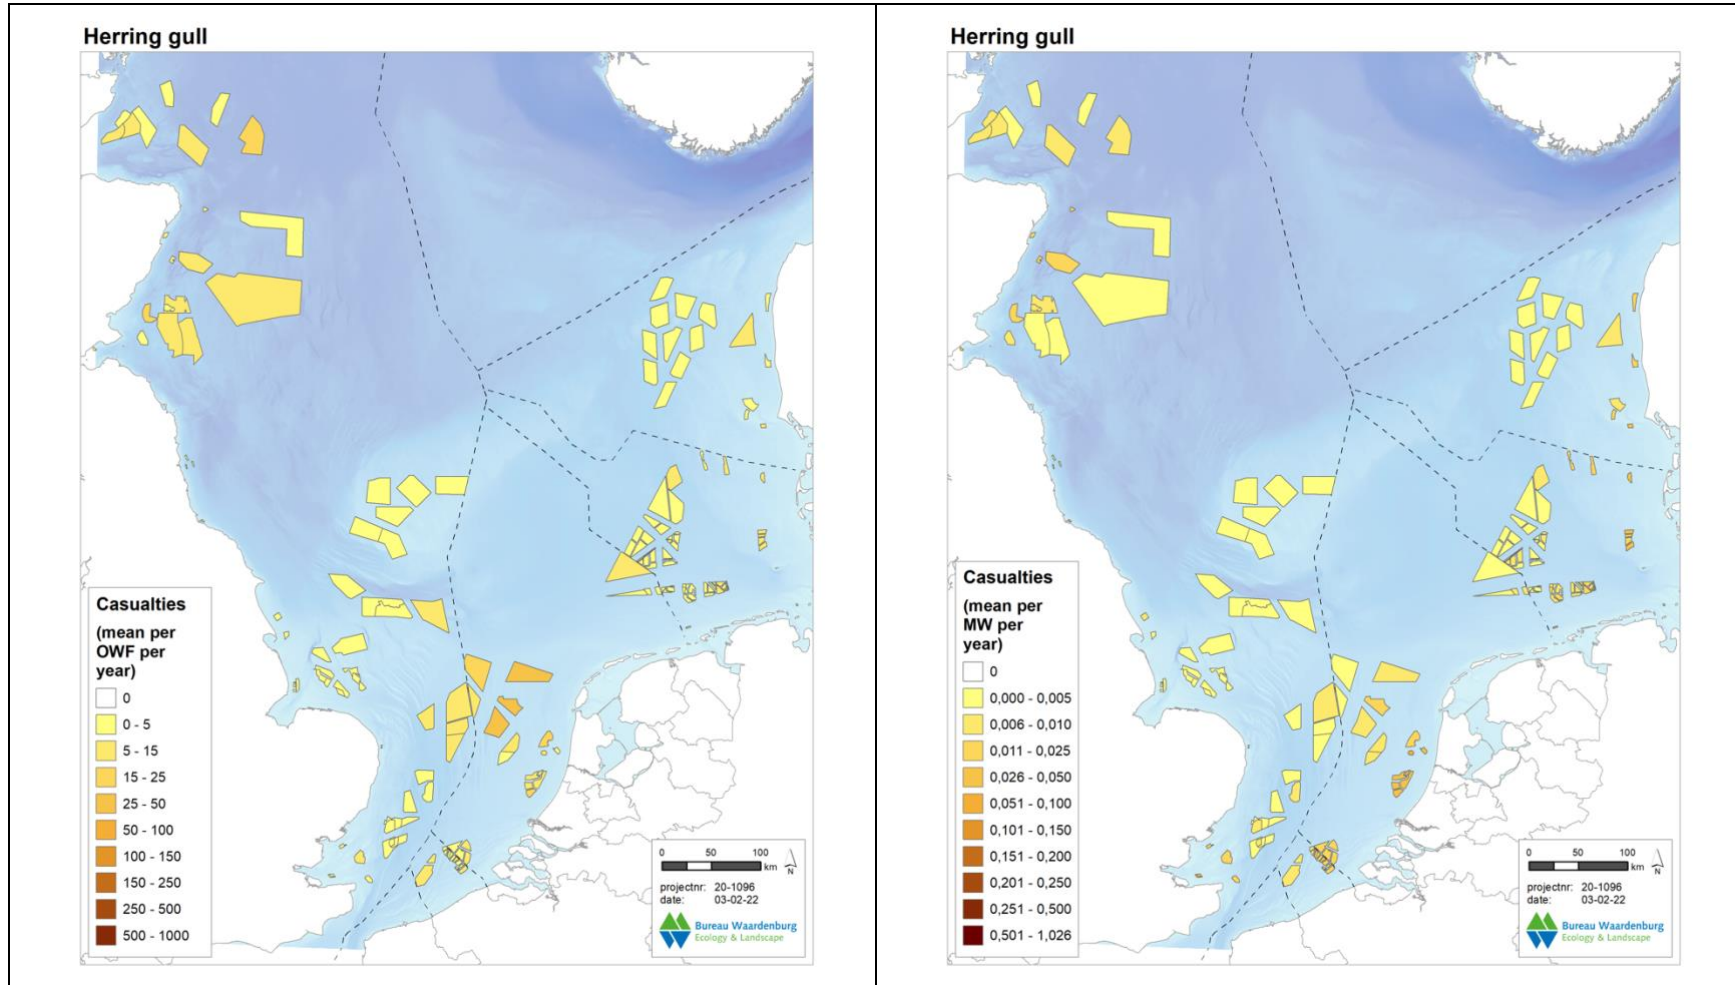 Herring gull
Casualties
(mean per
OWF per
year)
0
0 - 5
5 - 15
15 - 25
25 - 50
50 - 100
100 - 150
150 - 250
250 - 500
500 - 1000
0 50 100
km
N
projectnr: 20-1096
date: 03-02-22
Bureau Waardenburg
Ecology & Landscape
Herring gull
Casualties
(mean per
MW per
year)
0
0,000 - 0,005
0,006 - 0,010
0,011 - 0,025
0,026 - 0,050
0,051 - 0,100
0,101 - 0,150
0,151 - 0,200
0,201 - 0,250
0,251 - 0,500
0,501 - 1,026
0 50 100
km
N
projectnr: 20-1096
date: 03-02-22
Bureau Waardenburg
Ecology & Landscape